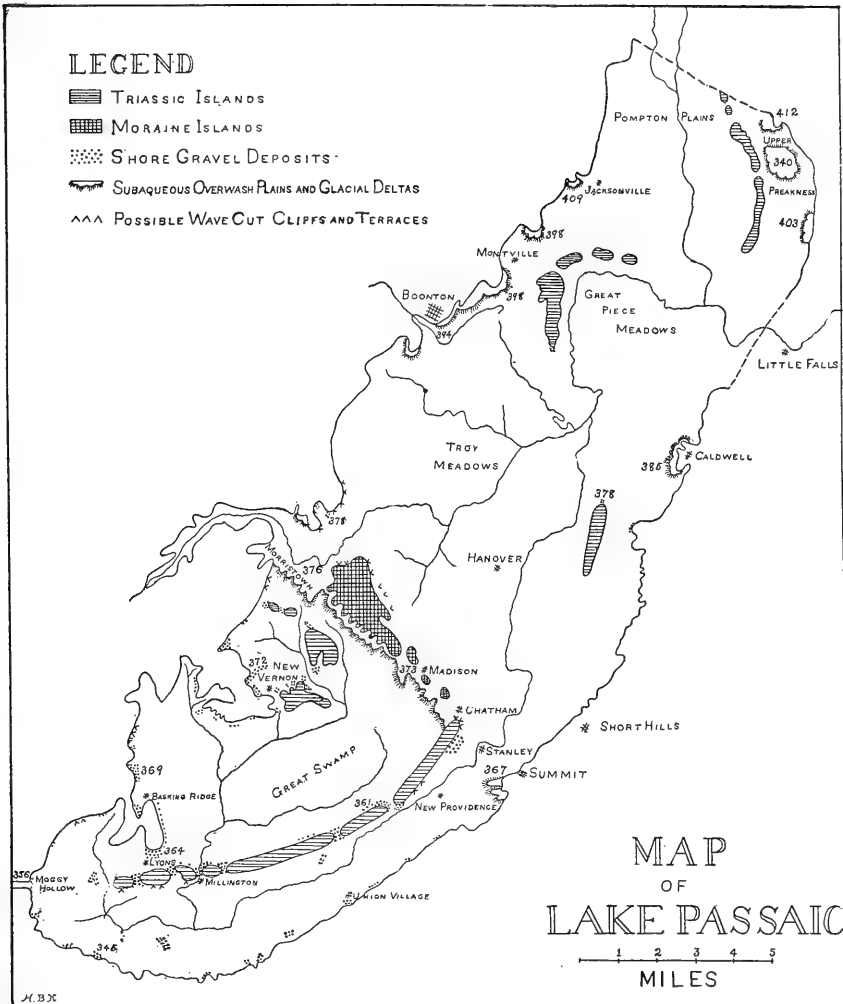 LEGEND
TRIASSIC ISLANDS
MORAINE ISLANDS
SHORE GRAVEL DEPOSITS
SUBAQUEOUS OVERWASH PLAINS AND GLACIAL DELTAS
POSSIBLE WAVE CUT CLIFFS AND TERRACES
POMPTON PLAINS
412
UPPER
340
PREAKNESS
403
JACKSONVILLE
409
398
MONTVILLE
BOONTON
398
394
GREAT
PIECE
MEADOWS
LITTLE FALLS
TROY
MEADOWS
CALDWELL
385
378
378
MORRISTOWN
376
HANOVER
372
NEW
VERNON
373
MADISON
CHATHAM
SHORT HILLS
STANLEY
367
SUMMIT
GREAT SWAMP
369
BASKING RIDGE
361
NEW PROVIDENCE
364
LYONS
MILLINGTON
356
MOGGY
HOLLOW
UNION VILLAGE
345
MAP
OF
LAKE PASSAIC
1 2 3 4 5
MILES